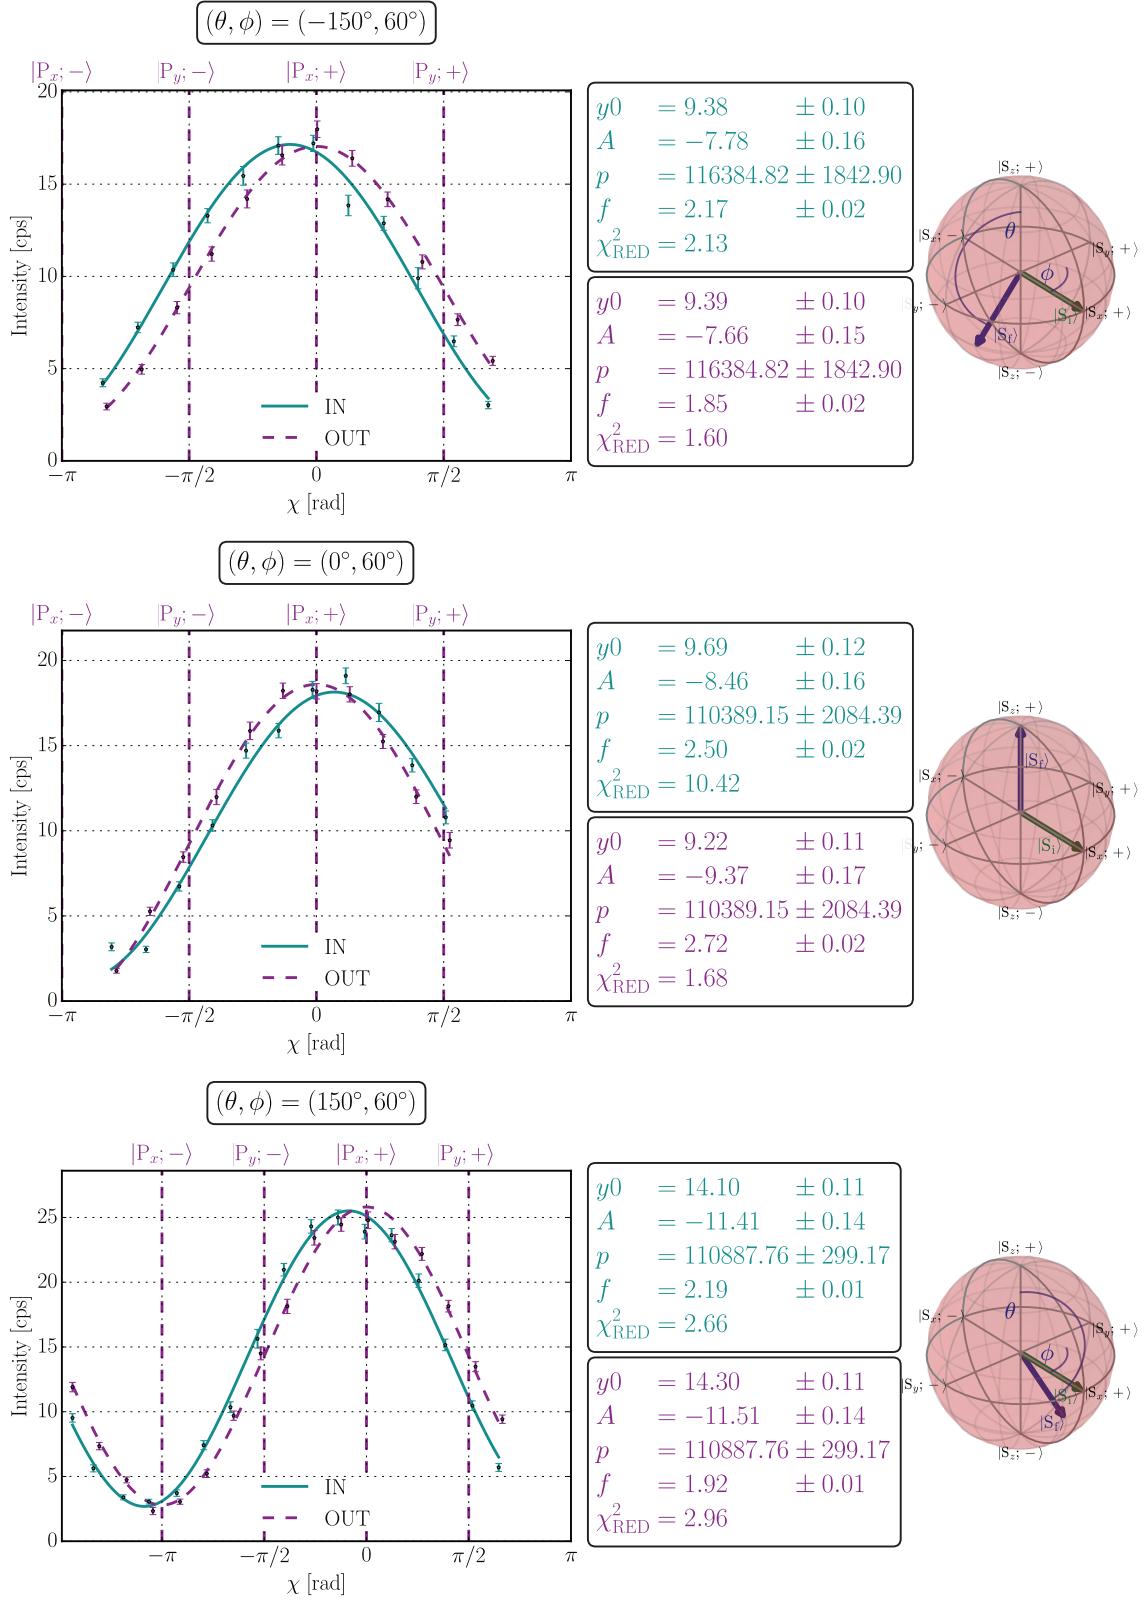 (θ, ϕ) = (−150°, 60°)
|Pₓ; −⟩ |P_y; −⟩ |Pₓ; +⟩ |P_y; +⟩
20
15
10
5
0
Intensity [cps]
−π −π/2 0 π/2 π
χ [rad]
IN
OUT
y0 = 9.38 ± 0.10
A = −7.78 ± 0.16
p = 116384.82 ± 1842.90
f = 2.17 ± 0.02
χ²_RED = 2.13
y0 = 9.39 ± 0.10
A = −7.66 ± 0.15
p = 116384.82 ± 1842.90
f = 1.85 ± 0.02
χ²_RED = 1.60
|S_z; +⟩
|Sₓ; −⟩
θ
|S_y; +⟩
ϕ
|S_y; −⟩
|S_i⟩
|Sₓ; +⟩
|S_f⟩
|S_z; −⟩
(θ, ϕ) = (0°, 60°)
|Pₓ; −⟩ |P_y; −⟩ |Pₓ; +⟩ |P_y; +⟩
20
15
10
5
0
Intensity [cps]
−π −π/2 0 π/2 π
χ [rad]
IN
OUT
y0 = 9.69 ± 0.12
A = −8.46 ± 0.16
p = 110389.15 ± 2084.39
f = 2.50 ± 0.02
χ²_RED = 10.42
y0 = 9.22 ± 0.11
A = −9.37 ± 0.17
p = 110389.15 ± 2084.39
f = 2.72 ± 0.02
χ²_RED = 1.68
|S_z; +⟩
|S_f⟩
|Sₓ; −⟩
|S_y; +⟩
|S_y; −⟩
|S_i⟩
|Sₓ; +⟩
|S_z; −⟩
(θ, ϕ) = (150°, 60°)
|Pₓ; −⟩ |P_y; −⟩ |Pₓ; +⟩ |P_y; +⟩
25
20
15
10
5
0
Intensity [cps]
−π −π/2 0 π/2 π
χ [rad]
IN
OUT
y0 = 14.10 ± 0.11
A = −11.41 ± 0.14
p = 110887.76 ± 299.17
f = 2.19 ± 0.01
χ²_RED = 2.66
y0 = 14.30 ± 0.11
A = −11.51 ± 0.14
p = 110887.76 ± 299.17
f = 1.92 ± 0.01
χ²_RED = 2.96
|S_z; +⟩
|Sₓ; −⟩
θ
|S_y; +⟩
ϕ
|S_y; −⟩
|S_i⟩
|Sₓ; +⟩
|S_f⟩
|S_z; −⟩